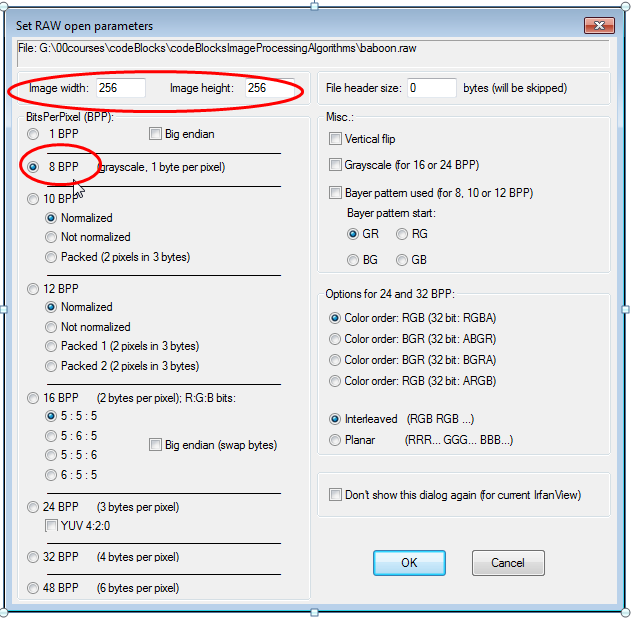 Set RAW open parameters
File: G:\00courses\codeBlocks\codeBlocksImageProcessingAlgorithms\baboon.raw
Image width: 256 Image height: 256
File header size: 0 bytes (will be skipped)
BitsPerPixel (BPP):
1 BPP Big endian
8 BPP (grayscale, 1 byte per pixel)
10 BPP
Normalized
Not normalized
Packed (2 pixels in 3 bytes)
12 BPP
Normalized
Not normalized
Packed 1 (2 pixels in 3 bytes)
Packed 2 (2 pixels in 3 bytes)
16 BPP (2 bytes per pixel); R:G:B bits:
5 : 5 : 5
5 : 6 : 5
5 : 5 : 6 Big endian (swap bytes)
6 : 5 : 5
24 BPP (3 bytes per pixel)
YUV 4:2:0
32 BPP (4 bytes per pixel)
48 BPP (6 bytes per pixel)
Misc.:
Vertical flip
Grayscale (for 16 or 24 BPP)
Bayer pattern used (for 8, 10 or 12 BPP)
Bayer pattern start:
GR RG
BG GB
Options for 24 and 32 BPP:
Color order: RGB (32 bit: RGBA)
Color order: BGR (32 bit: ABGR)
Color order: BGR (32 bit: BGRA)
Color order: RGB (32 bit: ARGB)
Interleaved (RGB RGB ...)
Planar (RRR... GGG... BBB...)
Don't show this dialog again (for current IrfanView)
OK Cancel